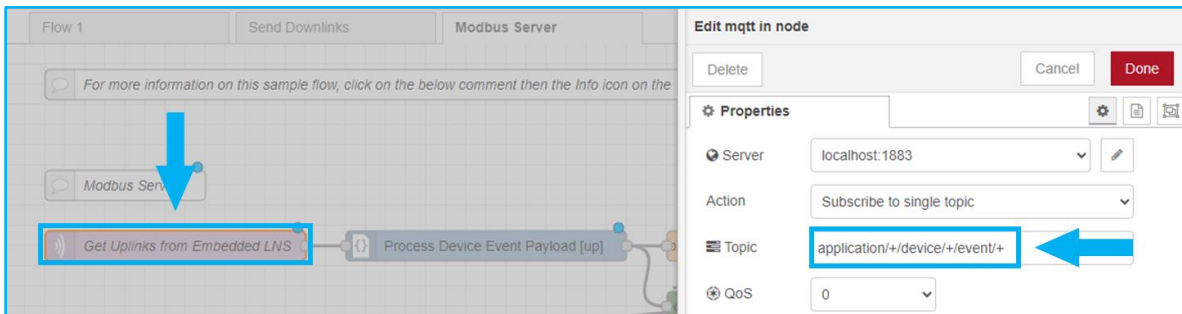 Flow 1
Send Downlinks
Modbus Server
For more information on this sample flow, click on the below comment then the Info icon on the
Modbus Serv
Get Uplinks from Embedded LNS
Process Device Event Payload [up]
Edit mqtt in node
Delete
Cancel
Done
Properties
Server
localhost:1883
Action
Subscribe to single topic
Topic
application/+/device/+/event/+
QoS
0